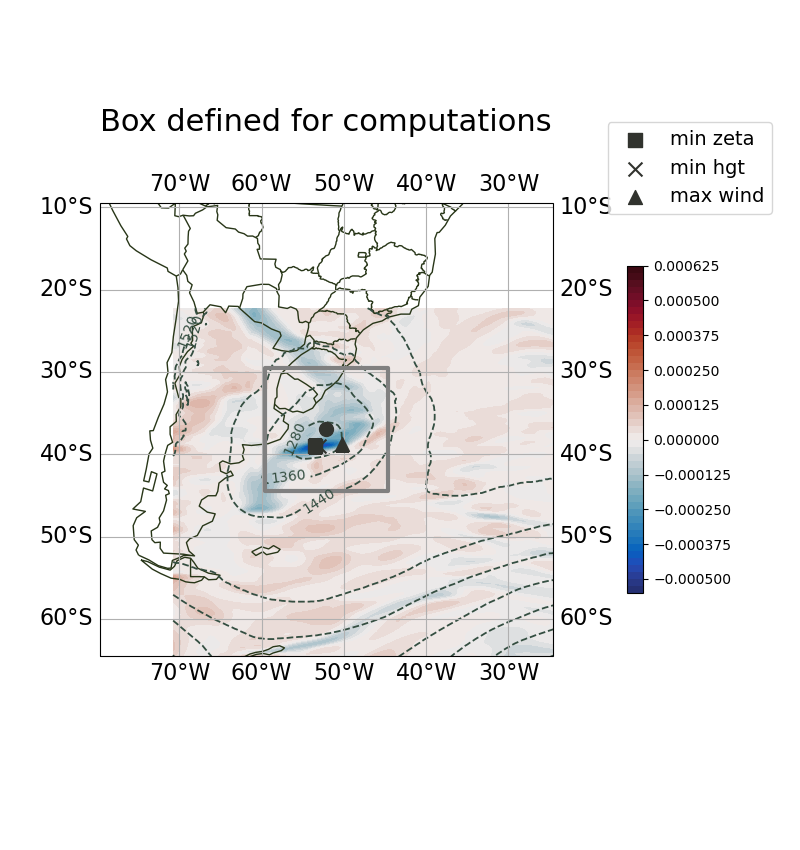 Box defined for computations
min zeta
min hgt
max wind
70°W 60°W 50°W 40°W 30°W
10°S 10°S
20°S 20°S
30°S 30°S
40°S 40°S
50°S 50°S
60°S 60°S
70°W 60°W 50°W 40°W 30°W
1520
1280
1360
1440
0.000625
0.000500
0.000375
0.000250
0.000125
0.000000
−0.000125
−0.000250
−0.000375
−0.000500